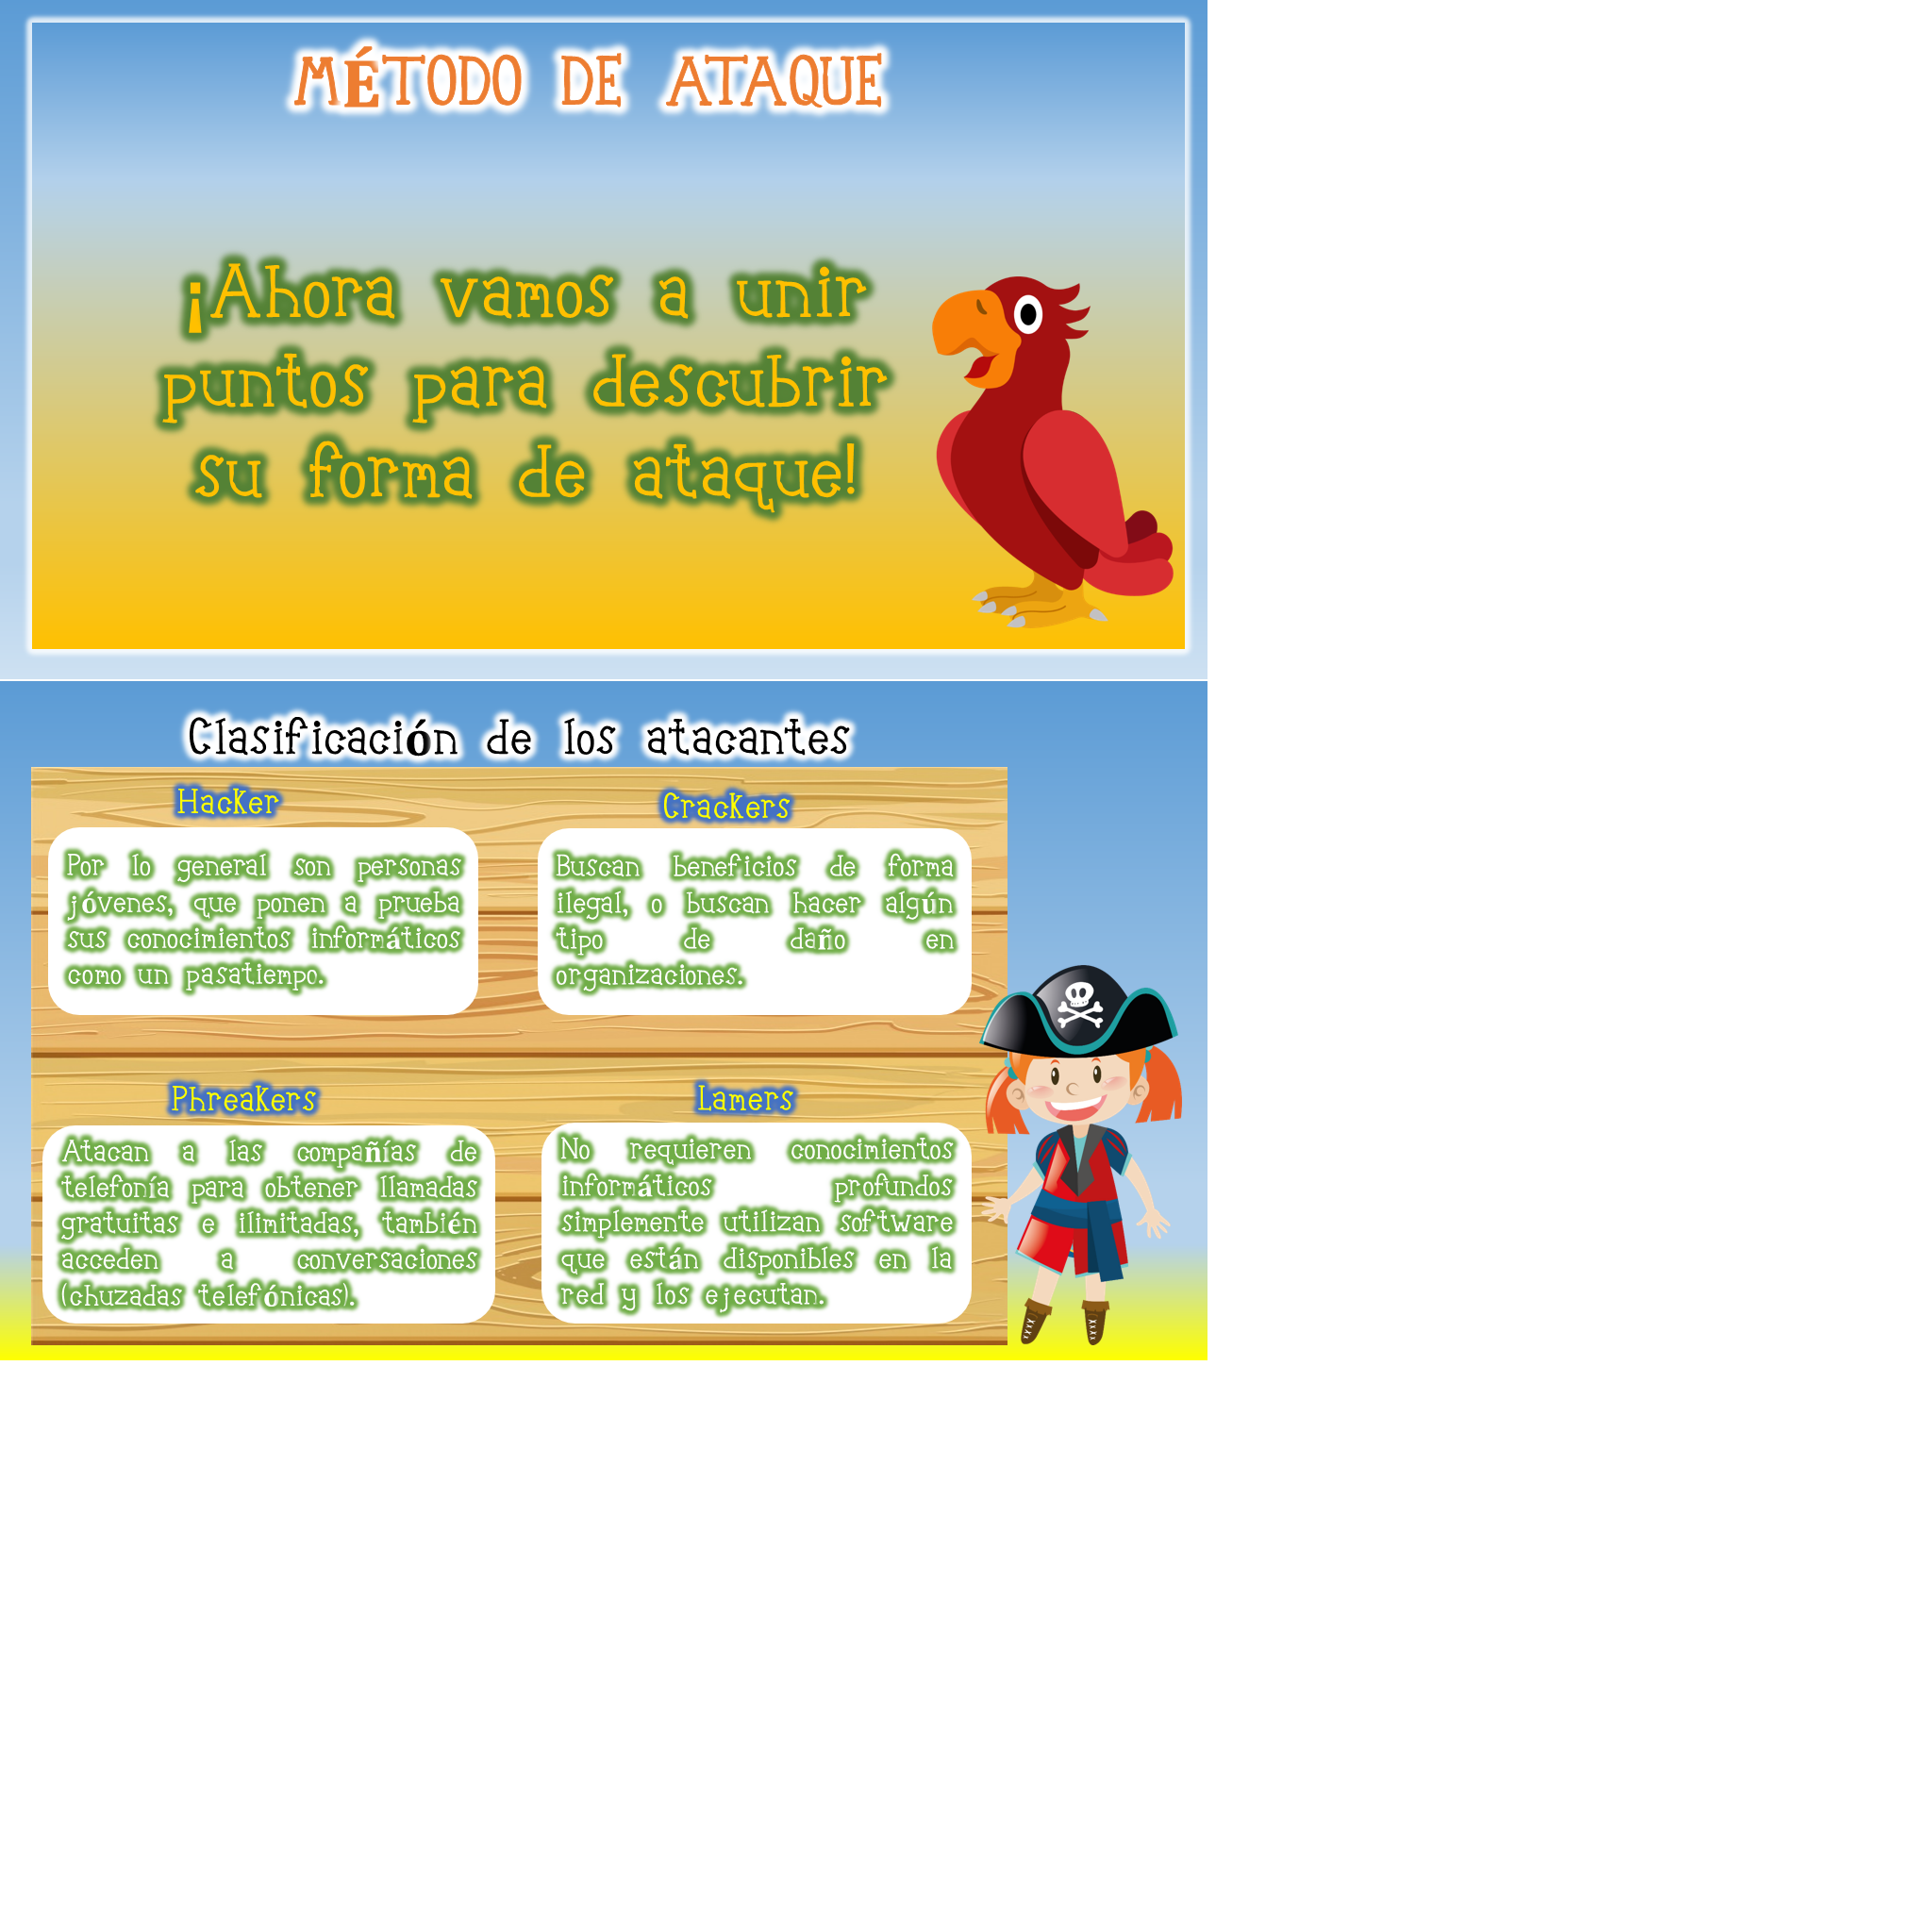 MÉTODO DE ATAQUE
¡Ahora vamos a unir
puntos para descubrir
su forma de ataque!
Clasificación de los atacantes
Hacker
Por lo general son personas
jóvenes, que ponen a prueba
sus conocimientos informáticos
como un pasatiempo.
Crackers
Buscan beneficios de forma
ilegal, o buscan hacer algún
tipo de daño en
organizaciones.
Phreakers
Atacan a las compañías de
telefonía para obtener llamadas
gratuitas e ilimitadas, también
acceden a conversaciones
(chuzadas telefónicas).
Lamers
No requieren conocimientos
informáticos profundos
simplemente utilizan software
que están disponibles en la
red y los ejecutan.